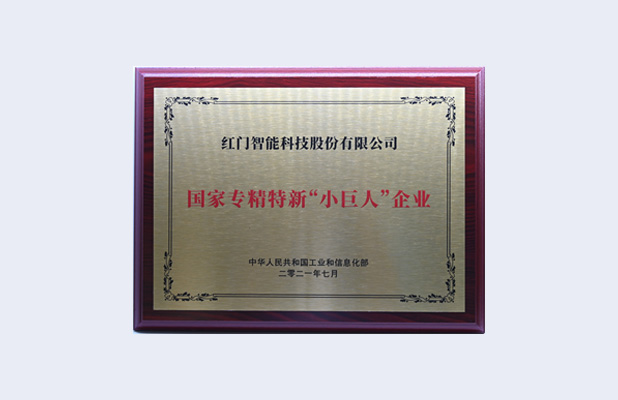 红门智能科技股份有限公司
国家专精特新“小巨人”企业
中华人民共和国工业和信息化部
二零二一年七月